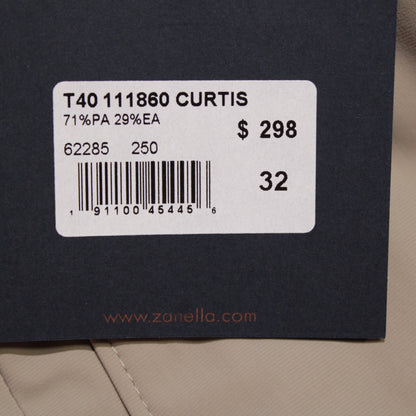 T40 111860 CURTIS
71%PA 29%EA
$ 298
62285 250
32
1 91100 45445 6
www.zanella.com